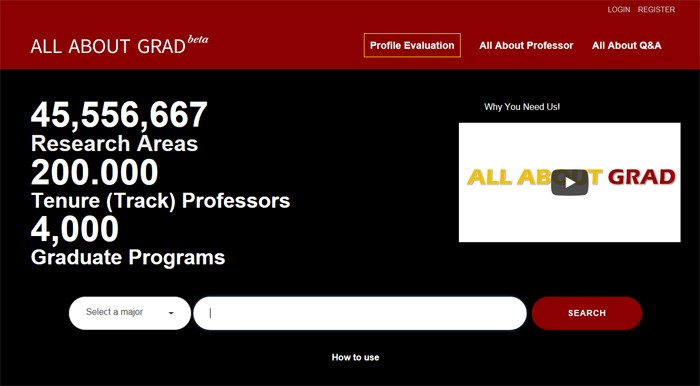 LOGIN REGISTER
ALL ABOUT GRAD beta
Profile Evaluation All About Professor All About Q&A
45,556,667
Research Areas
200.000
Tenure (Track) Professors
4,000
Graduate Programs
Why You Need Us!
ALL ABOUT GRAD
Select a major
SEARCH
How to use